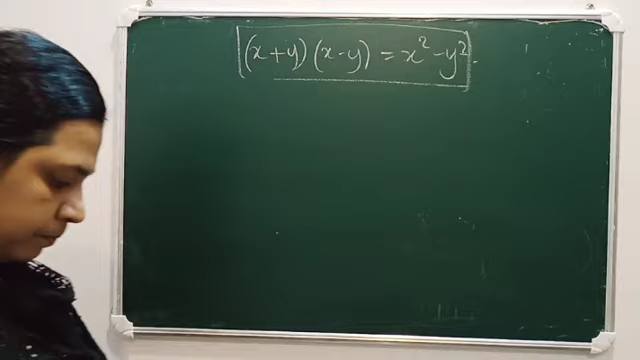 (x+y)(x-y) = x² - y²